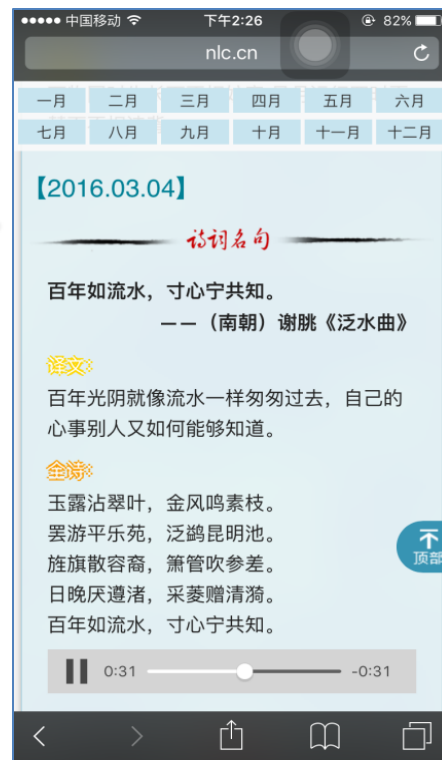 中国移动 下午2:26 82%
nlc.cn
一月 二月 三月 四月 五月 六月
七月 八月 九月 十月 十一月 十二月
【2016.03.04】
诗词名句
百年如流水，寸心宁共知。
——（南朝）谢朓《泛水曲》
译文:
百年光阴就像流水一样匆匆过去，自己的
心事别人又如何能够知道。
全诗:
玉露沾翠叶，金风鸣素枝。
罢游平乐苑，泛鹢昆明池。
旌旗散容裔，箫管吹参差。
日晚厌遵渚，采菱赠清漪。
百年如流水，寸心宁共知。
顶部
0:31 -0:31